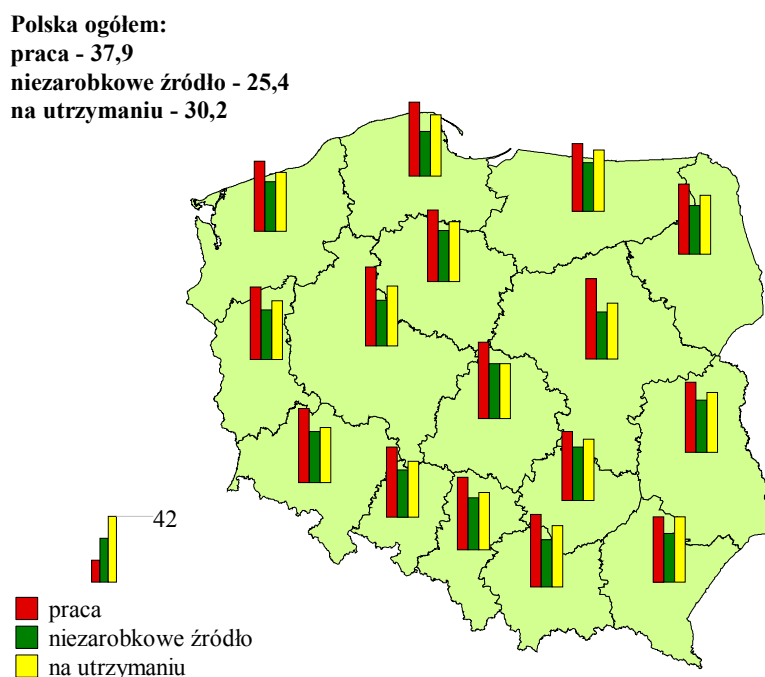 Polska ogółem:
praca - 37,9
niezarobkowe źródło - 25,4
na utrzymaniu - 30,2
42
praca
niezarobkowe źródło
na utrzymaniu